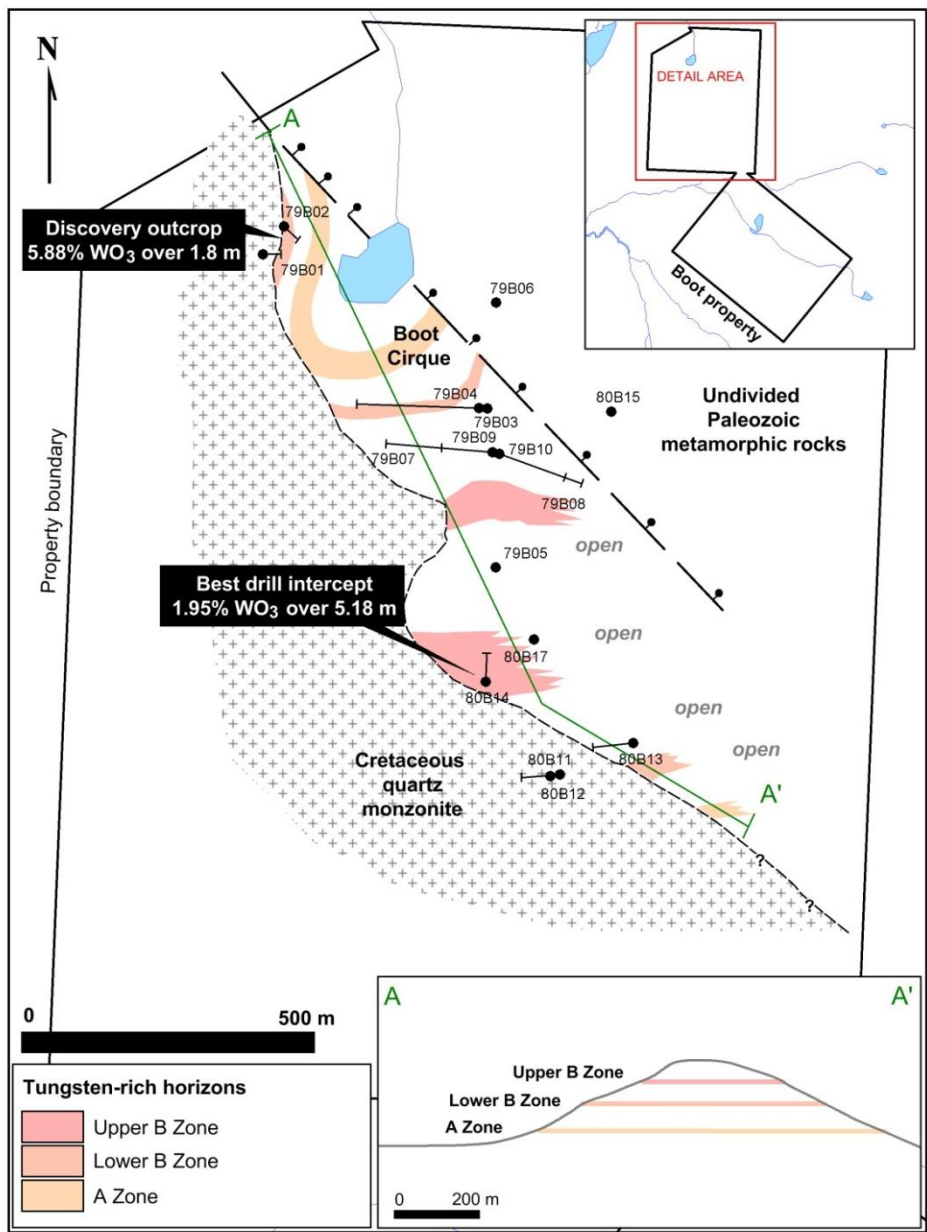 N
A
DETAIL AREA
Boot property
79B02
Discovery outcrop
5.88% WO3 over 1.8 m
79B01
79B06
Boot
Cirque
79B04
79B03
80B15
Undivided
Paleozoic
metamorphic rocks
79B09
79B10
79B07
79B08
open
Property boundary
79B05
Best drill intercept
1.95% WO3 over 5.18 m
open
80B17
80B14
open
open
80B13
80B11
80B12
Cretaceous
quartz
monzonite
A'
?
?
0 500 m
Tungsten-rich horizons
Upper B Zone
Lower B Zone
A Zone
A A'
Upper B Zone
Lower B Zone
A Zone
0 200 m